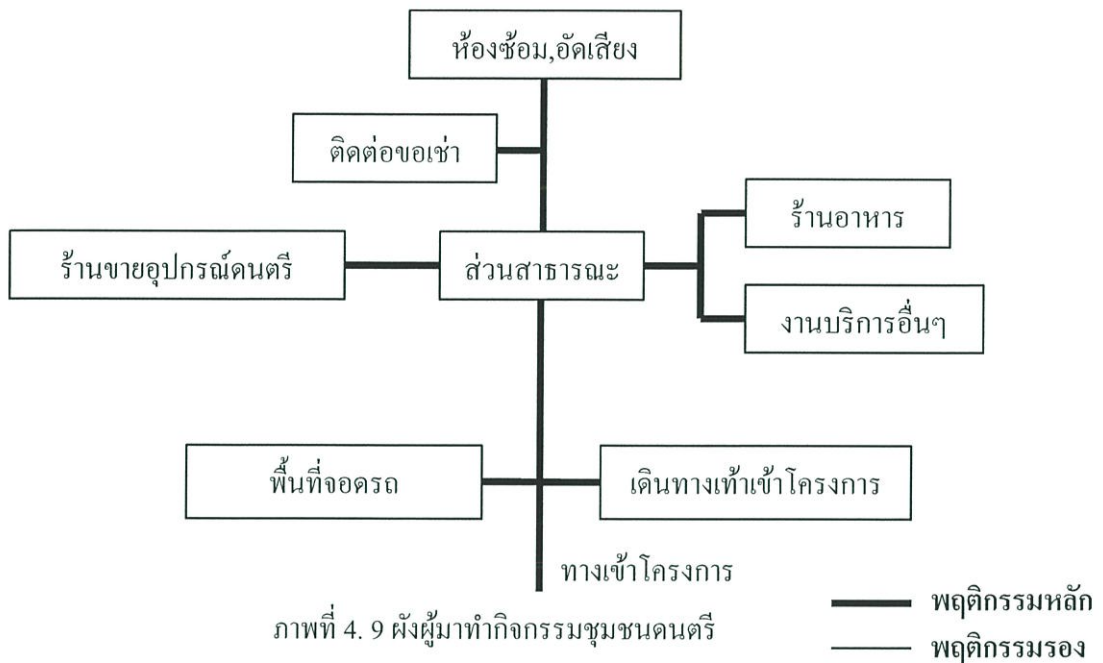 ห้องซ้อม,อัดเสียง
ติดต่อขอเช่า
ร้านอาหาร
ร้านขายอุปกรณ์ดนตรี
ส่วนสาธารณะ
งานบริการอื่นๆ
พื้นที่จอดรถ
เดินทางเท้าเข้าโครงการ
ทางเข้าโครงการ
ภาพที่ 4. 9 ผังผู้มาทำกิจกรรมชุมชนดนตรี
พฤติกรรมหลัก
พฤติกรรมรอง